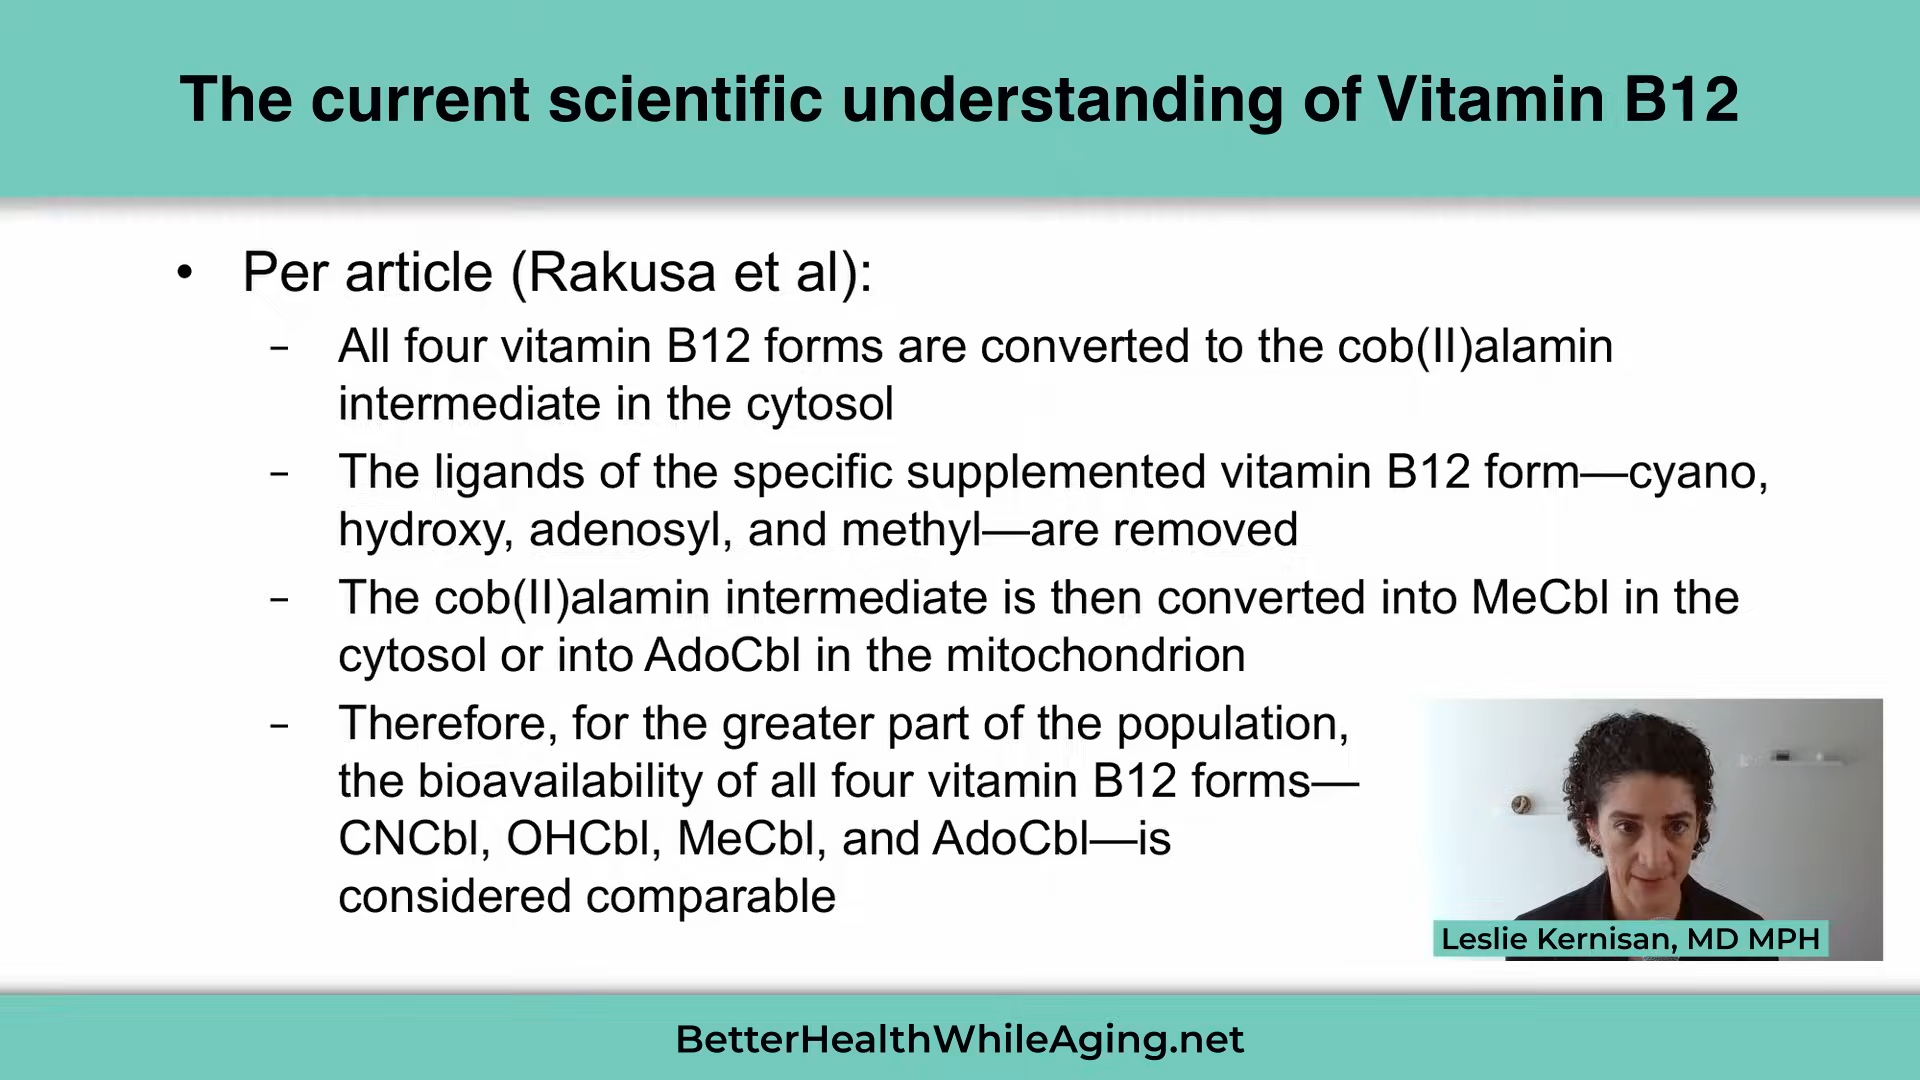 The current scientific understanding of Vitamin B12
• Per article (Rakusa et al):
– All four vitamin B12 forms are converted to the cob(II)alamin
intermediate in the cytosol
– The ligands of the specific supplemented vitamin B12 form—cyano,
hydroxy, adenosyl, and methyl—are removed
– The cob(II)alamin intermediate is then converted into MeCbl in the
cytosol or into AdoCbl in the mitochondrion
– Therefore, for the greater part of the population,
the bioavailability of all four vitamin B12 forms—
CNCbl, OHCbl, MeCbl, and AdoCbl—is
considered comparable
Leslie Kernisan, MD MPH
BetterHealthWhileAging.net